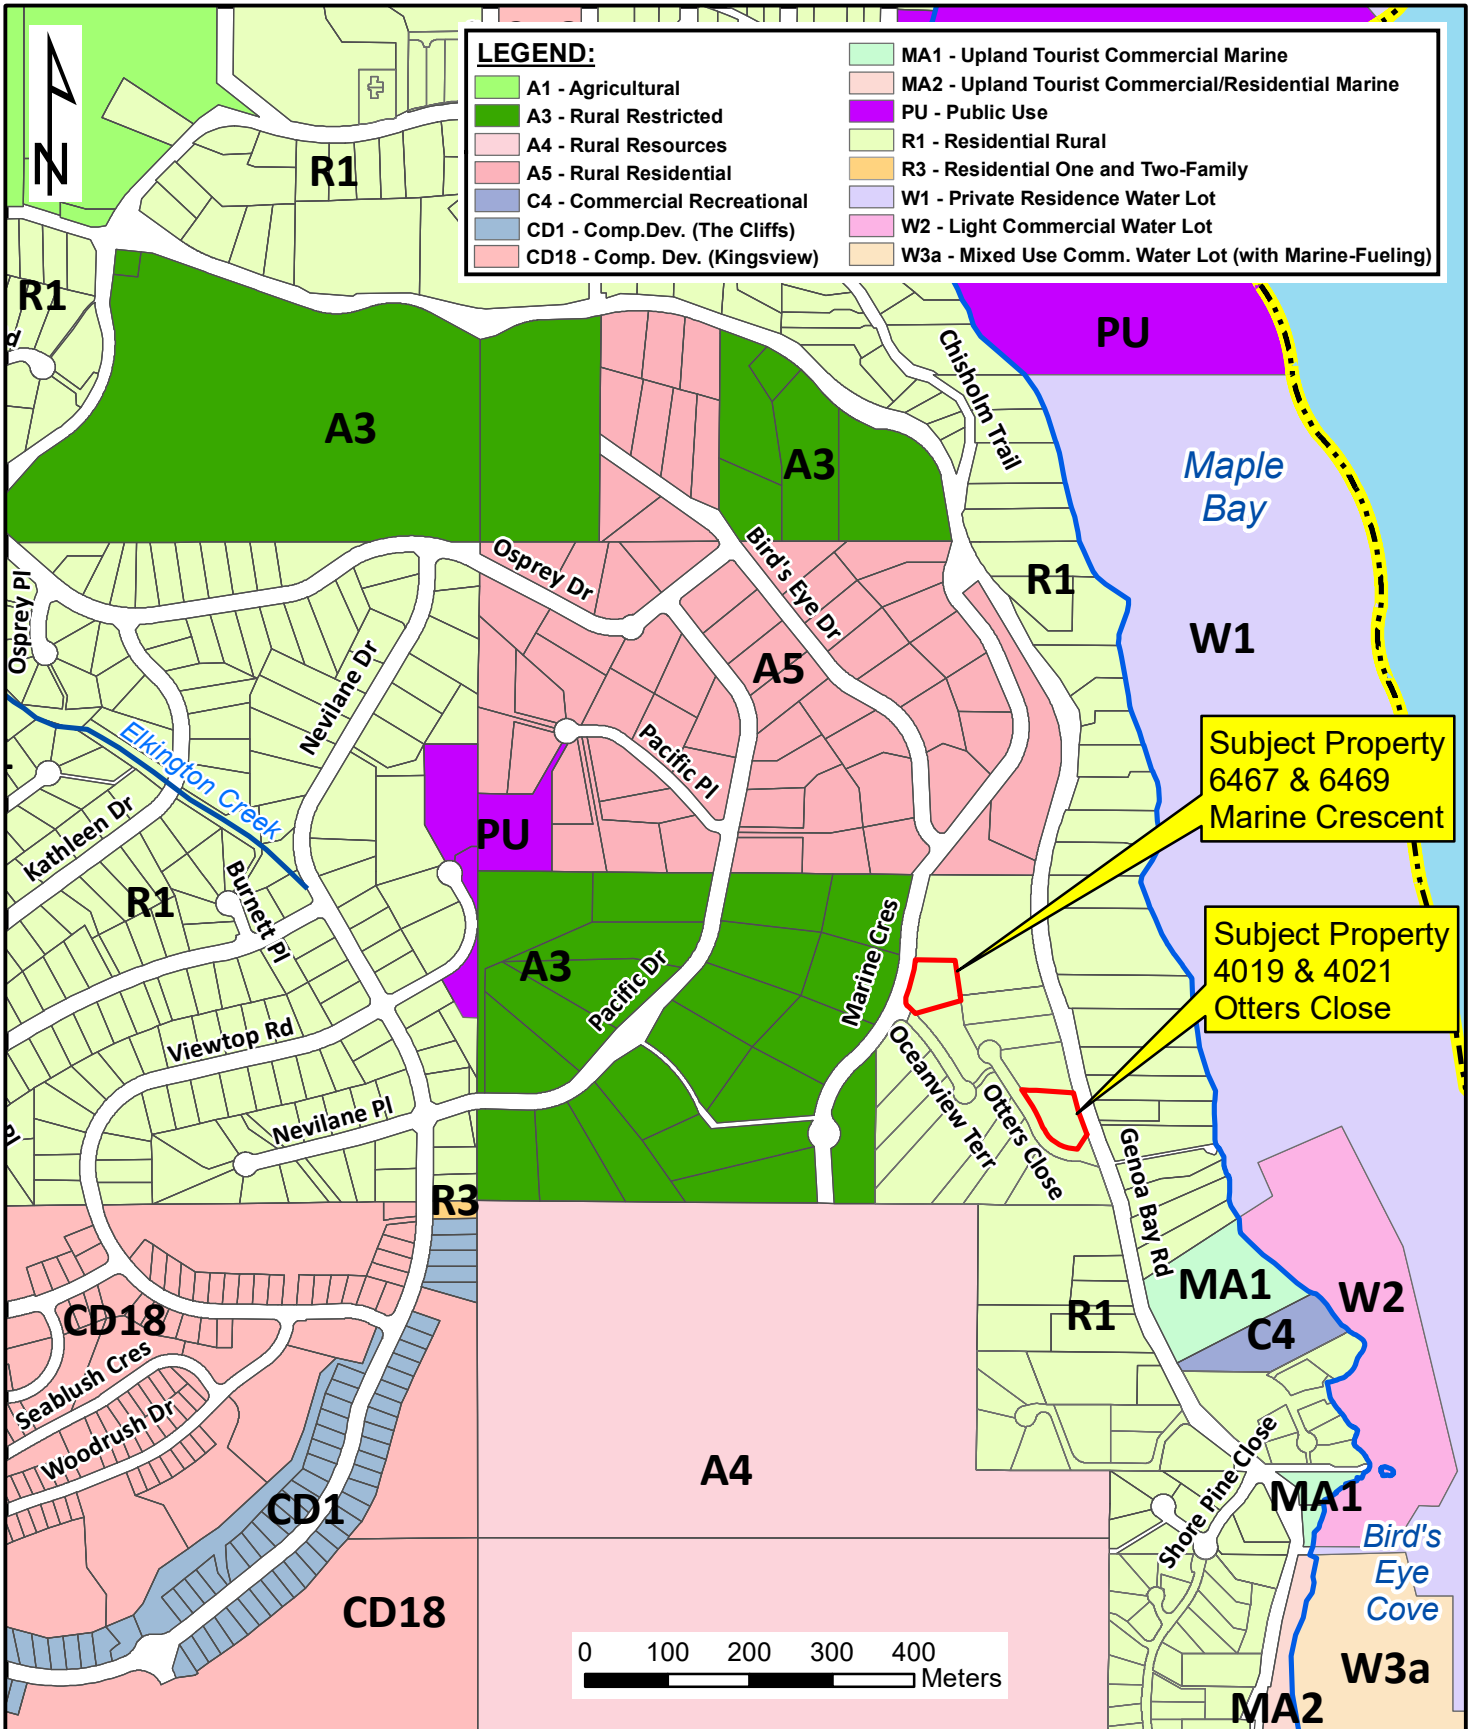 LEGEND:
A1 - Agricultural
A3 - Rural Restricted
A4 - Rural Resources
A5 - Rural Residential
C4 - Commercial Recreational
CD1 - Comp.Dev. (The Cliffs)
CD18 - Comp. Dev. (Kingsview)
MA1 - Upland Tourist Commercial Marine
MA2 - Upland Tourist Commercial/Residential Marine
PU - Public Use
R1 - Residential Rural
R3 - Residential One and Two-Family
W1 - Private Residence Water Lot
W2 - Light Commercial Water Lot
W3a - Mixed Use Comm. Water Lot (with Marine-Fueling)
N
R1
R1
PU
Chisholm Trail
A3
A3
Maple
Bay
Osprey Dr
Bird's Eye Dr
R1
Osprey Pl
W1
Nevilane Dr
A5
Elkington Creek
Pacific Pl
Subject Property
6467 & 6469
Marine Crescent
Kathleen Dr
PU
R1
Burnett Pl
Marine Cres
A3
Pacific Dr
Subject Property
4019 & 4021
Otters Close
Viewtop Rd
Oceanview Terr
Otters Close
Nevilane Pl
Pl
Genoa Bay Rd
R3
MA1
W2
CD18
R1
C4
Seablush Cres
Woodrush Dr
A4
Shore Pine Close
CD1
MA1
Bird's
Eye
Cove
CD18
W3a
MA2
0 100 200 300 400
Meters